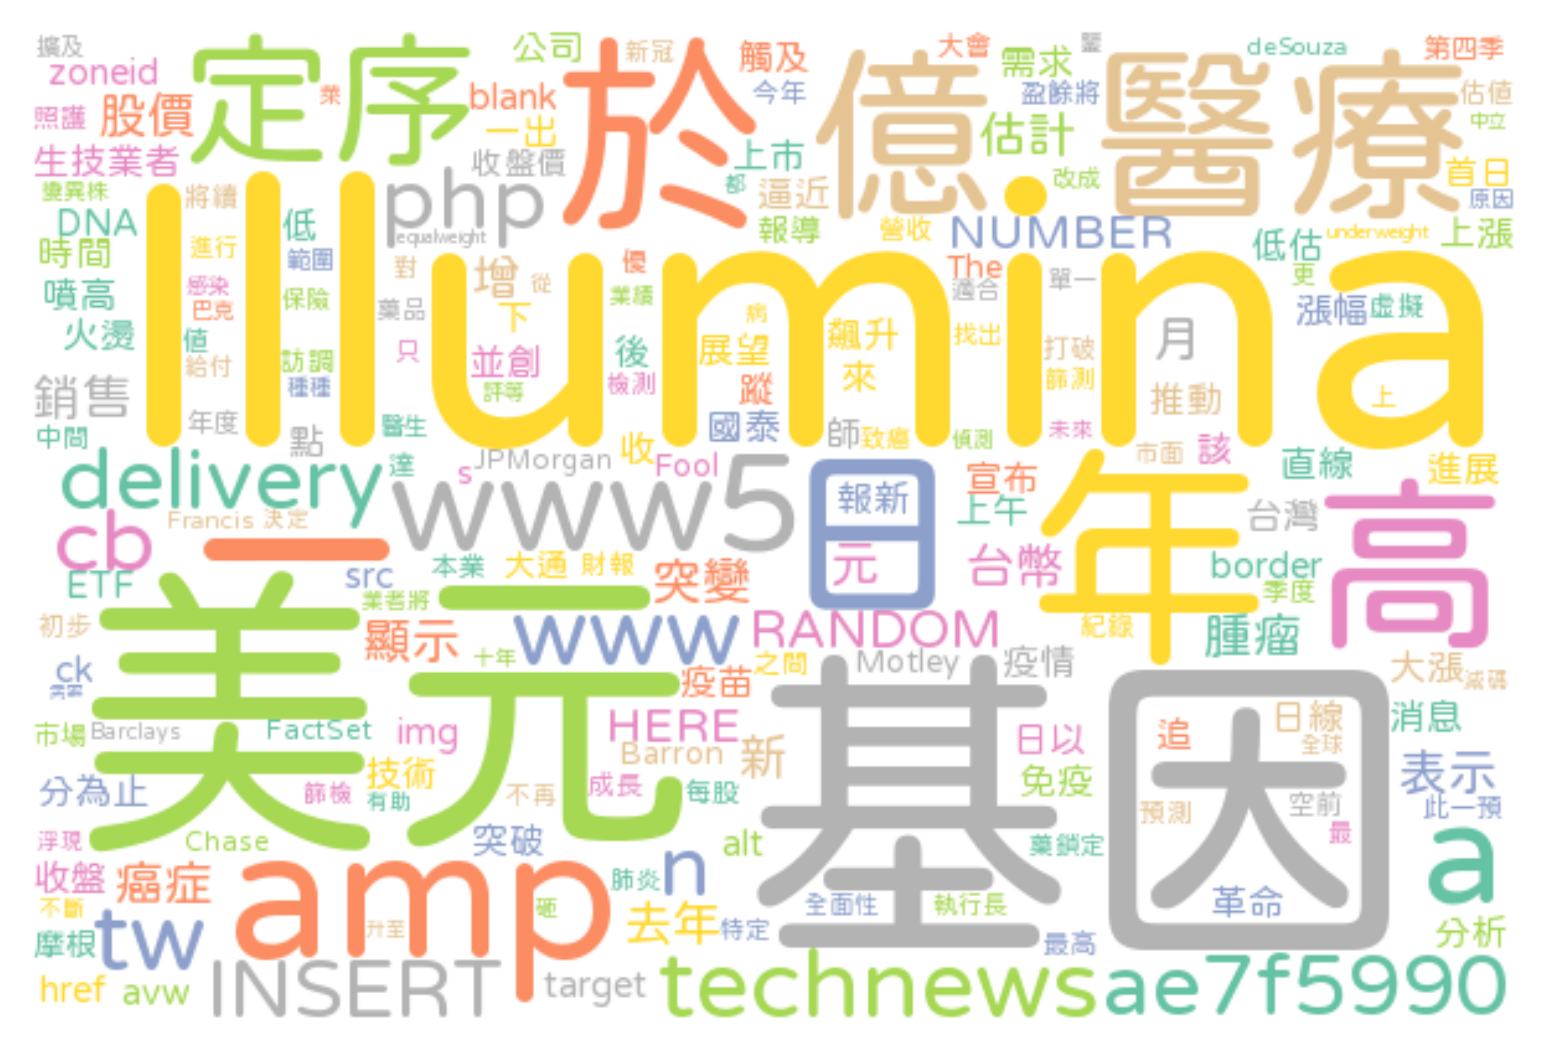 擴及
zoneid
照護
股價
生技業者
定序
業
公司
新冠
blank
一出
收盤價
於
觸及
今年
上市
都
逼近
報導
億
大會
需求
盈餘將
估計
改成
醫療
deSouza
第四季
估值
中立
首日
原因
變異株
DNA
時間
噴高
火燙
銷售
中間
將續
進行
感染
巴克
值
給付
年度
低
範圍
保險
訪調
種種
點
php
equalweight
對
藥品
只
醫生
增
從
下
並創
評等
優
業績
後
檢測
Illumina
營收
NUMBER
The
適合
找出
單一
打破
篩測
未來
偵測
病
展望
蹤
國泰
飆升
來
師
致癌
月
推動
市面
該
低估
underweight
上漲
更
漲幅
虛擬
上
直線
進展
delivery
達
s
JPMorgan
收
Fool
www5
日
報新
元
宣布
上午
台幣
年
台灣
高
cb
Francis
決定
一
ETF
src
本業
大通
財報
突變
業者將
border
季度
初步
美元
顯示
十年
www
RANDOM
紀錄
腫瘤
ck
需
市場
Barclays
FactSet
img
疫苗
之間
Motley
疫情
大漲
減碼
HERE
Barron
新
基因
日以
免疫
追
日線
全球
消息
表示
分為止
篩檢
技術
有助
不再
成長
每股
預測
空前
最
此一預
浮現
Chase
突破
alt
藥鎖定
a
收盤
癌症
amp
肺炎
n
革命
全面性
執行長
不斷
tw
升至
砸
去年
特定
最高
分析
摩根
href
avw
INSERT
target
technews
ae7f5990